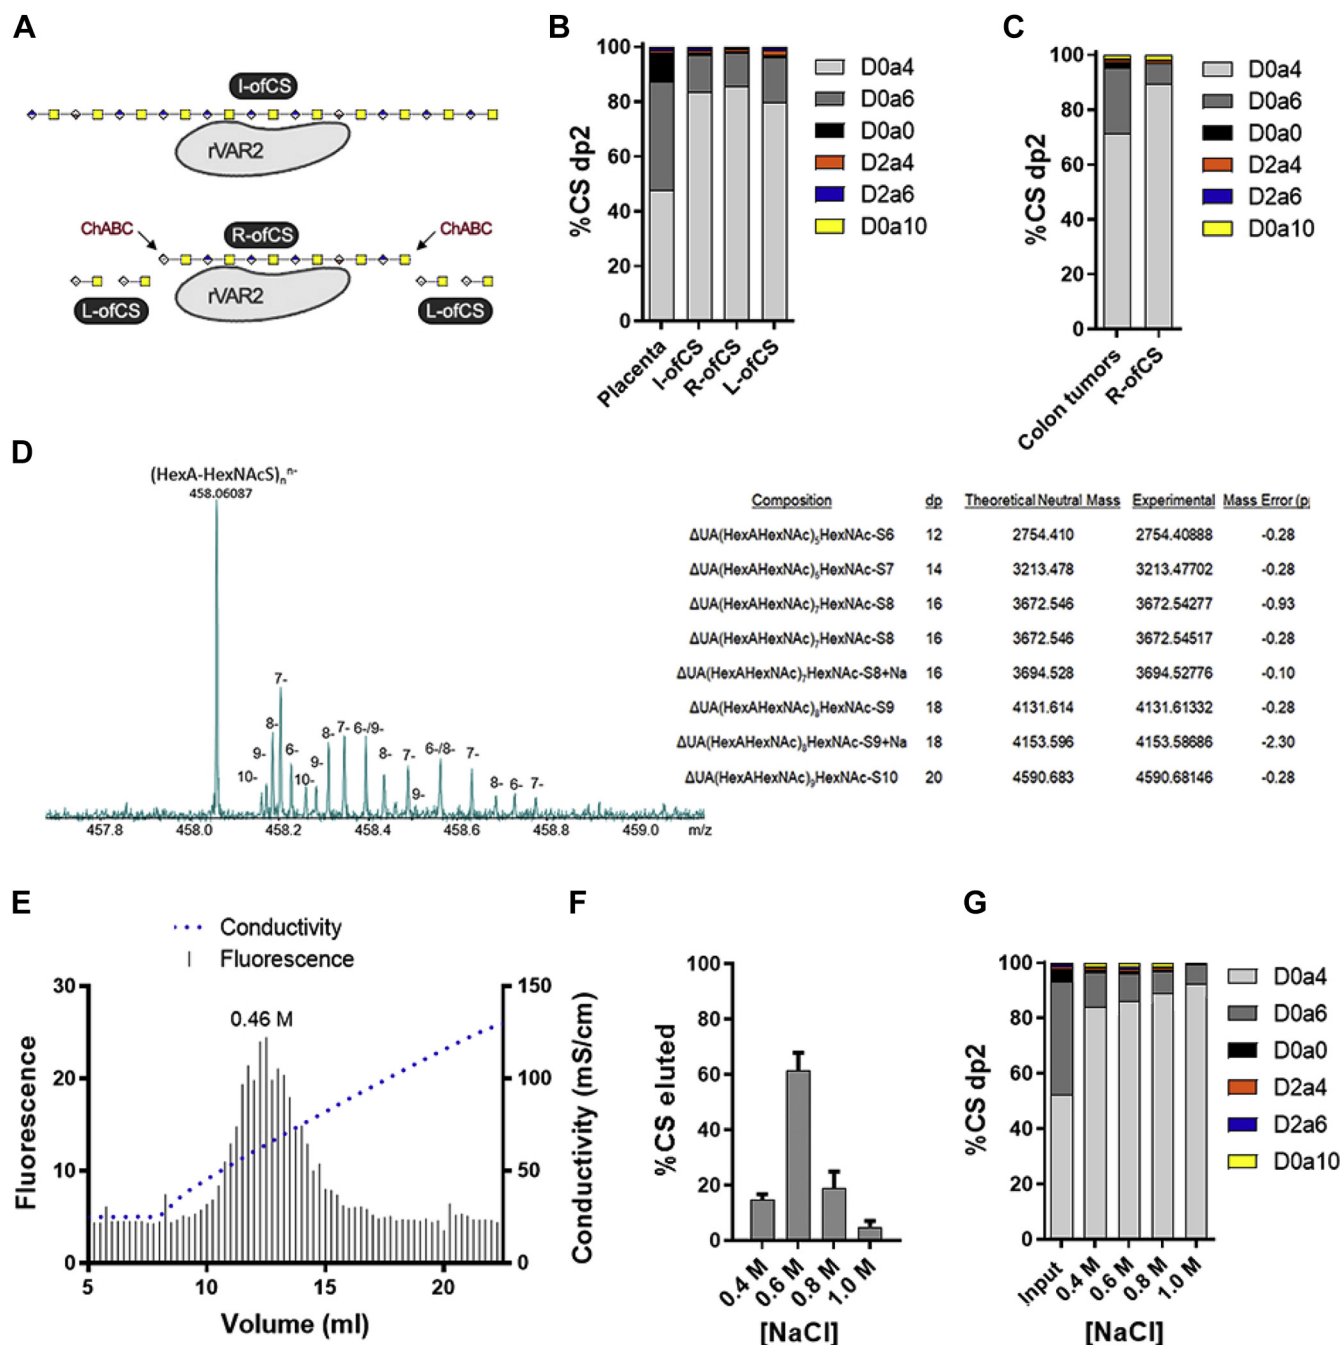 A
I-ofCS
rVAR2
ChABC
R-ofCS
ChABC
rVAR2
L-ofCS
L-ofCS
B
%CS dp2
100
80
60
40
20
0
Placenta
I-ofCS
R-ofCS
L-ofCS
D0a4
D0a6
D0a0
D2a4
D2a6
D0a10
C
%CS dp2
100
80
60
40
20
0
Colon tumors
R-ofCS
D0a4
D0a6
D0a0
D2a4
D2a6
D0a10
D
(HexA-HexNAcS)n n-
458.06087
10-
9-
8-
7-
6-
10-
9-
8-
7-
6-/9-
8-
7-
9-
6-/8-
7-
8-
6-
7-
457.8 458.0 458.2 458.4 458.6 458.8 459.0 m/z
Composition dp Theoretical Neutral Mass Experimental Mass Error (p
ΔUA(HexAHexNAc)5HexNAc-S6 12 2754.410 2754.40888 -0.28
ΔUA(HexAHexNAc)6HexNAc-S7 14 3213.478 3213.47702 -0.28
ΔUA(HexAHexNAc)7HexNAc-S8 16 3672.546 3672.54277 -0.93
ΔUA(HexAHexNAc)7HexNAc-S8 16 3672.546 3672.54517 -0.28
ΔUA(HexAHexNAc)7HexNAc-S8+Na 16 3694.528 3694.52776 -0.10
ΔUA(HexAHexNAc)8HexNAc-S9 18 4131.614 4131.61332 -0.28
ΔUA(HexAHexNAc)8HexNAc-S9+Na 18 4153.596 4153.58686 -2.30
ΔUA(HexAHexNAc)9HexNAc-S10 20 4590.683 4590.68146 -0.28
E
Conductivity
Fluorescence
0.46 M
Fluorescence
30
20
10
0
150
100
50
0
Conductivity (mS/cm)
5 10 15 20
Volume (ml)
F
%CS eluted
100
80
60
40
20
0
0.4 M
0.6 M
0.8 M
1.0 M
[NaCl]
G
%CS dp2
100
80
60
40
20
0
Input
0.4 M
0.6 M
0.8 M
1.0 M
[NaCl]
D0a4
D0a6
D0a0
D2a4
D2a6
D0a10